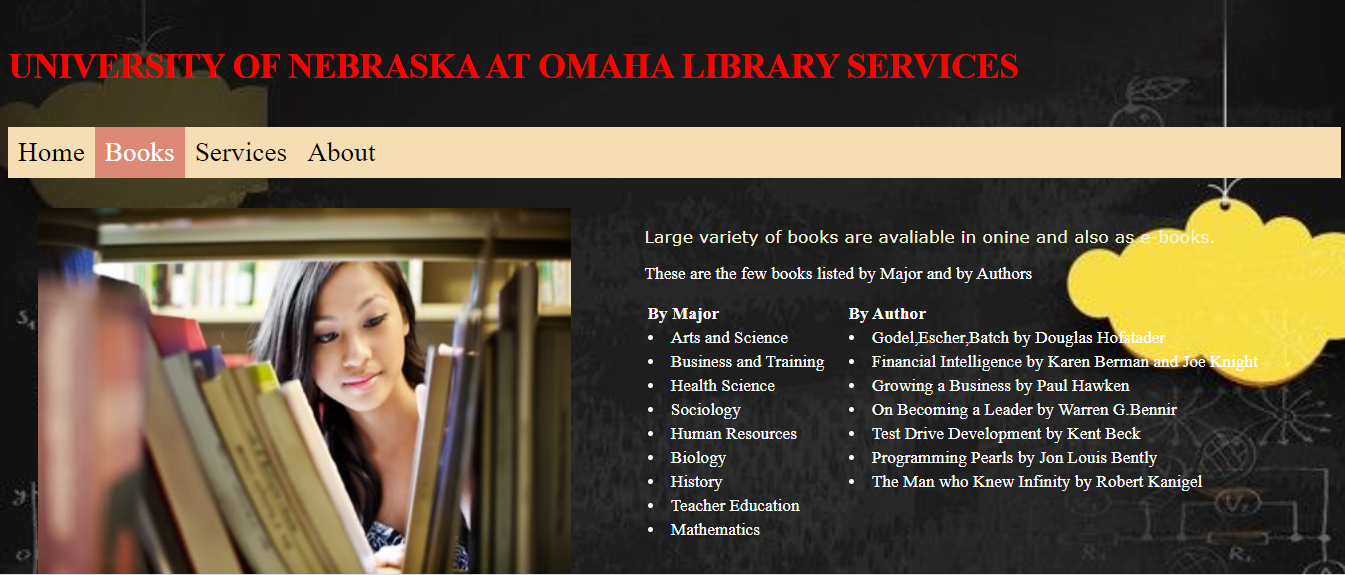 UNIVERSITY OF NEBRASKA AT OMAHA LIBRARY SERVICES
Home Books Services About
Large variety of books are avaliable in onine and also as e-books.
These are the few books listed by Major and by Authors
By Major
• Arts and Science
• Business and Training
• Health Science
• Sociology
• Human Resources
• Biology
• History
• Teacher Education
• Mathematics
By Author
• Godel,Escher,Batch by Douglas Hofstader
• Financial Intelligence by Karen Berman and Joe Knight
• Growing a Business by Paul Hawken
• On Becoming a Leader by Warren G.Bennir
• Test Drive Development by Kent Beck
• Programming Pearls by Jon Louis Bently
• The Man who Knew Infinity by Robert Kanigel